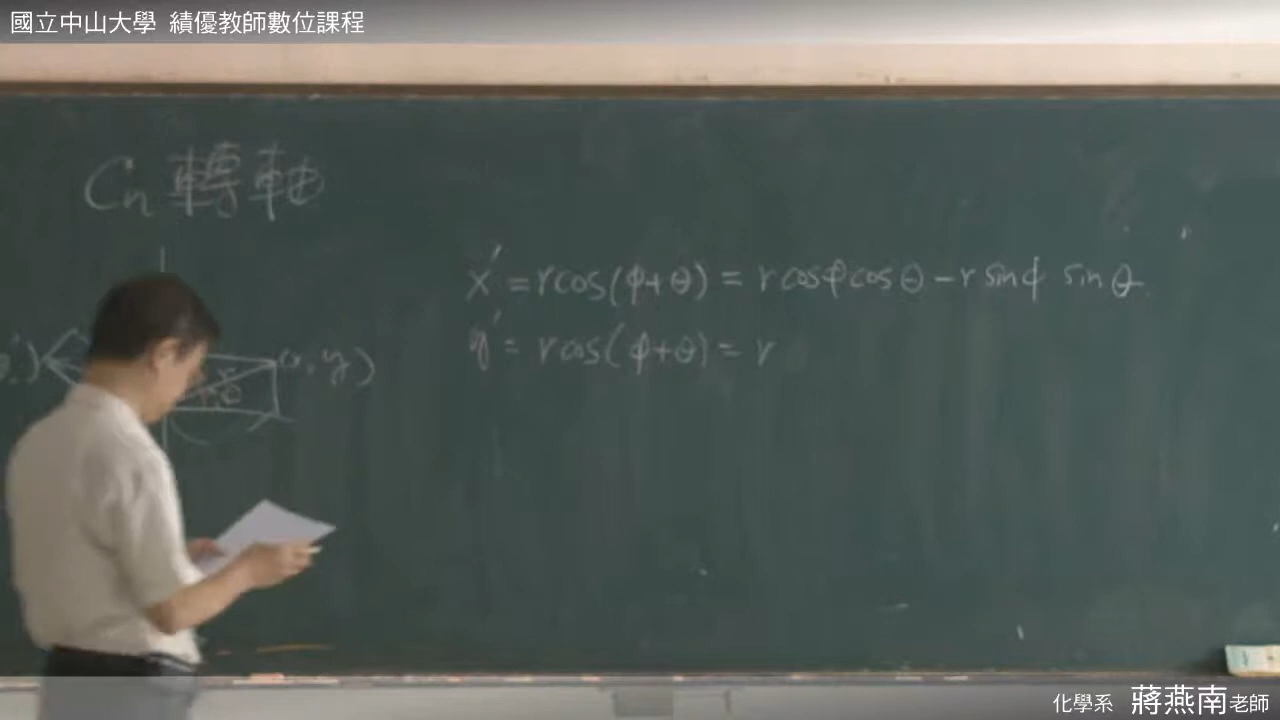 國立中山大學 績優教師數位課程
Cn 轉軸
x' = r cos(φ+θ) = r cosφ cosθ - r sinφ sinθ
y' = r cos(φ+θ) = r
(x, y)
化學系 蔣燕南老師